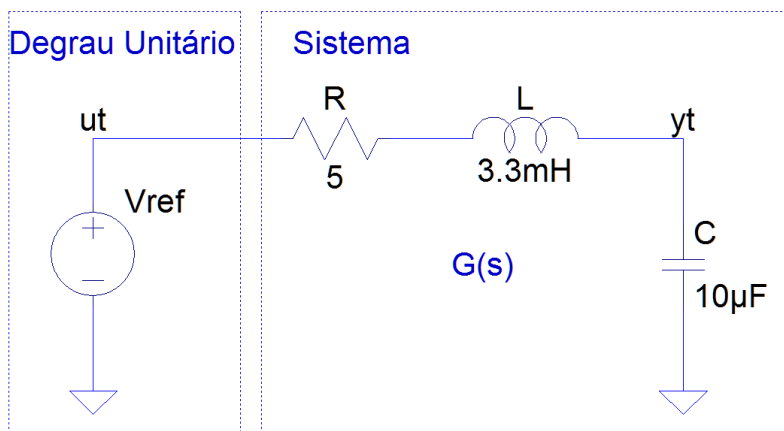 Degrau Unitário
Sistema
ut
R
L
yt
5
3.3mH
Vref
+
−
G(s)
C
10µF